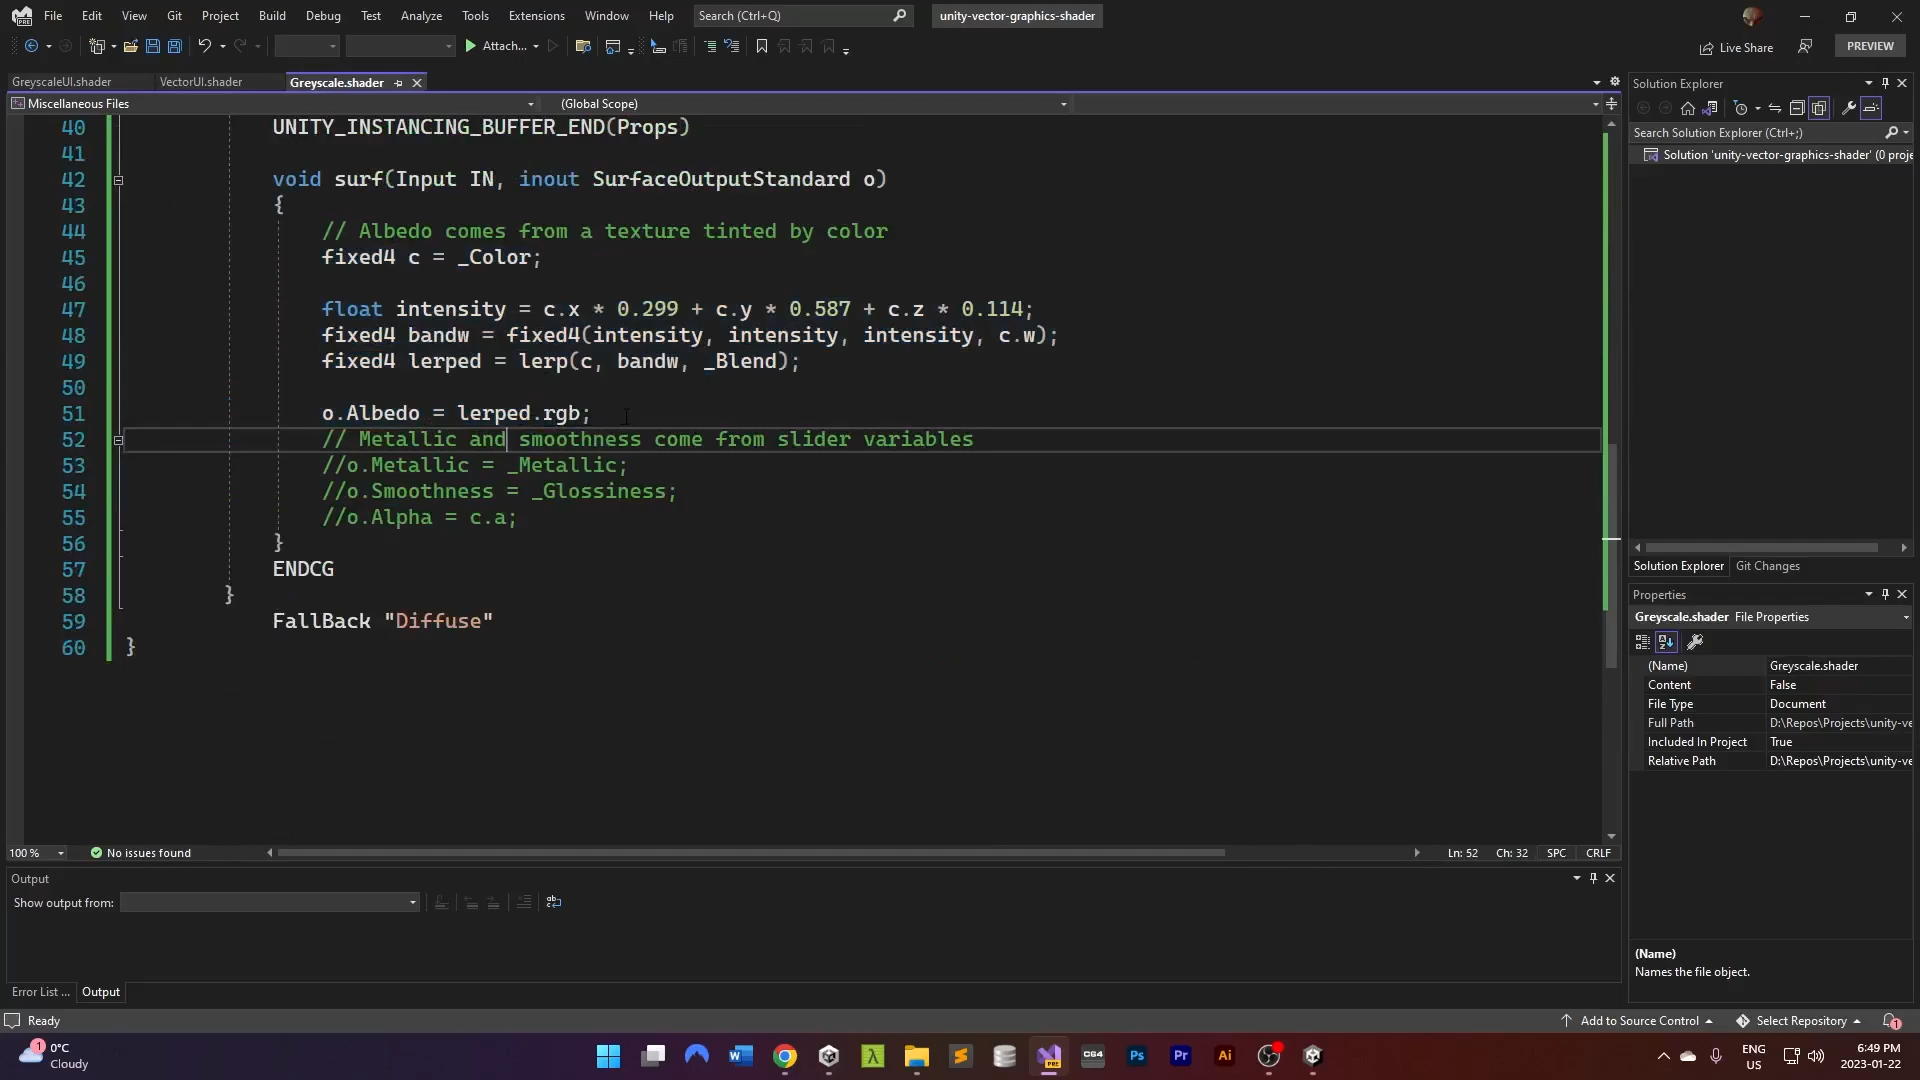 File Edit View Git Project Build Debug Test Analyze Tools Extensions Window Help Search (Ctrl+Q) unity-vector-graphics-shader
Attach... Live Share PREVIEW
GreyscaleUI.shader VectorUI.shader Greyscale.shader
Miscellaneous Files (Global Scope)
40 UNITY_INSTANCING_BUFFER_END(Props)
41
42 void surf(Input IN, inout SurfaceOutputStandard o)
43 {
44 // Albedo comes from a texture tinted by color
45 fixed4 c = _Color;
46
47 float intensity = c.x * 0.299 + c.y * 0.587 + c.z * 0.114;
48 fixed4 bandw = fixed4(intensity, intensity, intensity, c.w);
49 fixed4 lerped = lerp(c, bandw, _Blend);
50
51 o.Albedo = lerped.rgb;
52 // Metallic and smoothness come from slider variables
53 //o.Metallic = _Metallic;
54 //o.Smoothness = _Glossiness;
55 //o.Alpha = c.a;
56 }
57 ENDCG
58 }
59 FallBack "Diffuse"
60 }
100 % No issues found Ln: 52 Ch: 32 SPC CRLF
Output
Show output from:
Error List ... Output
Solution Explorer
Search Solution Explorer (Ctrl+;)
Solution 'unity-vector-graphics-shader' (0 proje
Solution Explorer Git Changes
Properties
Greyscale.shader File Properties
(Name) Greyscale.shader
Content False
File Type Document
Full Path D:\Repos\Projects\unity-ve
Included In Project True
Relative Path D:\Repos\Projects\unity-ve
(Name)
Names the file object.
Ready Add to Source Control Select Repository 1
1 0°C
Cloudy
PRE CG4 Ps Pr Ai
ENG
US
6:49 PM
2023-01-22